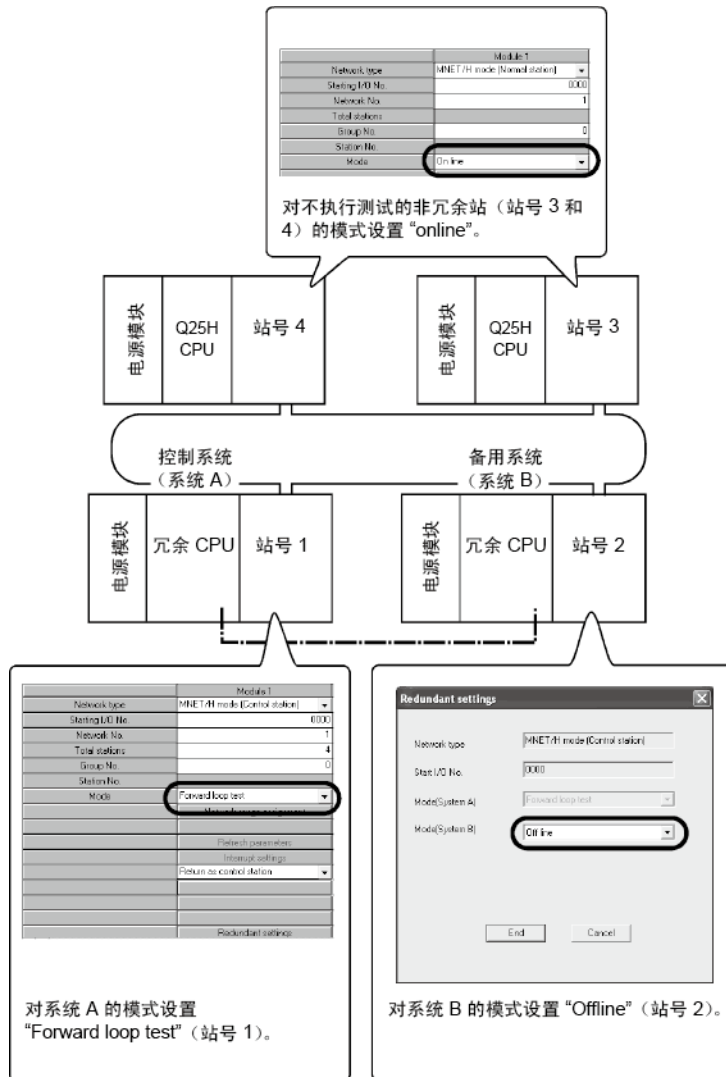 Module 1
Network type MNET/H mode (Normal station)
Starting I/O No. 0000
Network No. 1
Total stations
Group No. 0
Station No.
Mode On line
对不执行测试的非冗余站（站号 3 和
4）的模式设置 “online”。
电源模块
Q25H
CPU
站号 4
电源模块
Q25H
CPU
站号 3
控制系统
（系统 A）
备用系统
（系统 B）
电源模块
冗余 CPU
站号 1
电源模块
冗余 CPU
站号 2
Module 1
Network type MNET/H mode (Control station)
Starting I/O No. 0000
Network No. 1
Total stations 4
Group No. 0
Station No.
Mode Forward loop test
Refresh parameters
Interrupt settings
Return as control station
Redundant settings
对系统 A 的模式设置
“Forward loop test”（站号 1）。
Redundant settings
Network type MNET/H mode (Control station)
Start I/O No. 0000
Mode(System A) Forward loop test
Mode(System B) Off line
End Cancel
对系统 B 的模式设置 “Offline”（站号 2）。